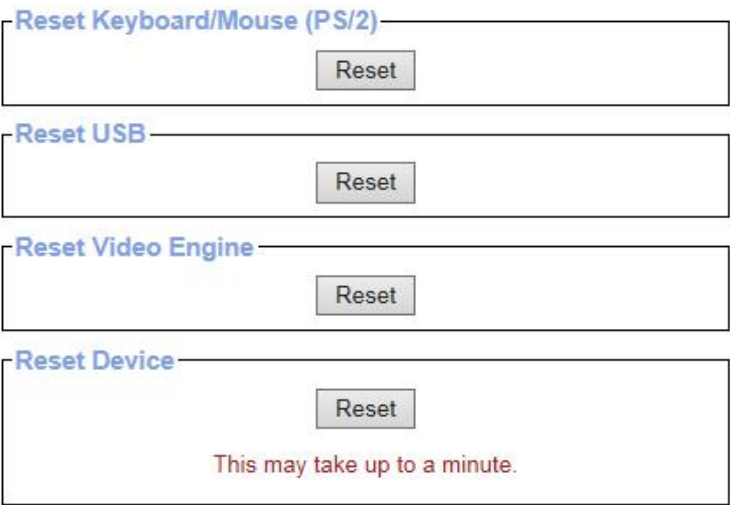 Reset Keyboard/Mouse (PS/2)
Reset
Reset USB
Reset
Reset Video Engine
Reset
Reset Device
Reset
This may take up to a minute.